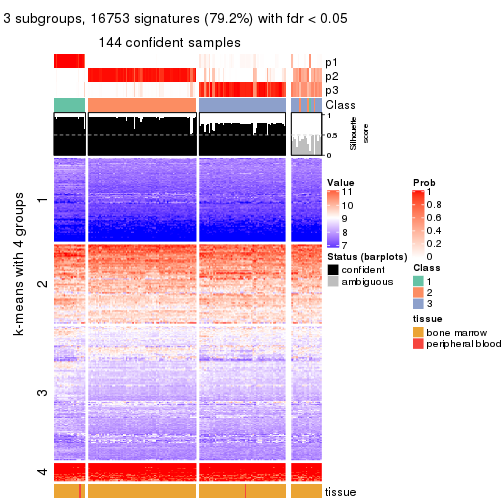 3 subgroups, 16753 signatures (79.2%) with fdr < 0.05
144 confident samples
p1
p2
p3
Class
1
0.5
0
Silhouette
score
k-means with 4 groups
1
2
3
4
tissue
Value
11
10
9
8
7
Status (barplots)
confident
ambiguous
Prob
1
0.8
0.6
0.4
0.2
0
Class
1
2
3
tissue
bone marrow
peripheral blood